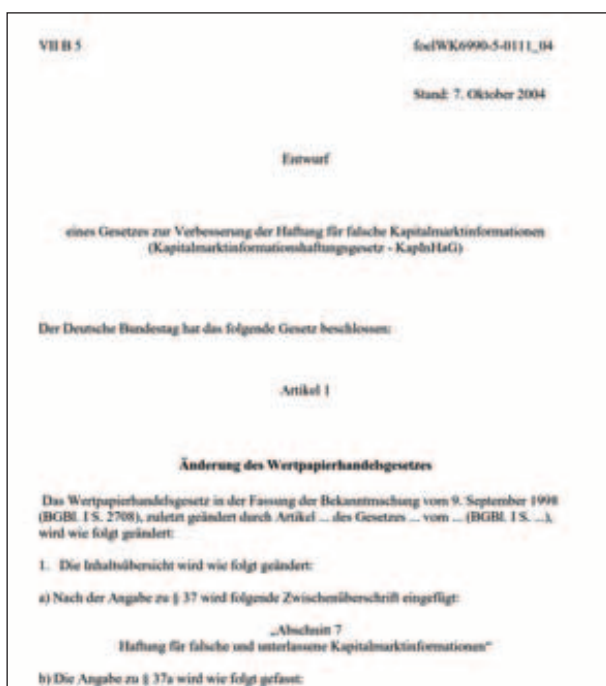 VII B 5 foelWK6990-5-0111_04
Stand: 7. Oktober 2004
Entwurf
eines Gesetzes zur Verbesserung der Haftung für falsche Kapitalmarktinformationen
(Kapitalmarktinformationshaftungsgesetz - KapInHaG)
Der Deutsche Bundestag hat das folgende Gesetz beschlossen:
Artikel 1
Änderung des Wertpapierhandelsgesetzes
Das Wertpapierhandelsgesetz in der Fassung der Bekanntmachung vom 9. September 1998
(BGBl. I S. 2708), zuletzt geändert durch Artikel ... des Gesetzes ... vom ... (BGBl. I S. ...),
wird wie folgt geändert:
1. Die Inhaltsübersicht wird wie folgt geändert:
a) Nach der Angabe zu § 37 wird folgende Zwischenüberschrift eingefügt:
„Abschnitt 7
Haftung für falsche und unterlassene Kapitalmarktinformationen“
b) Die Angabe zu § 37a wird wie folgt gefasst: